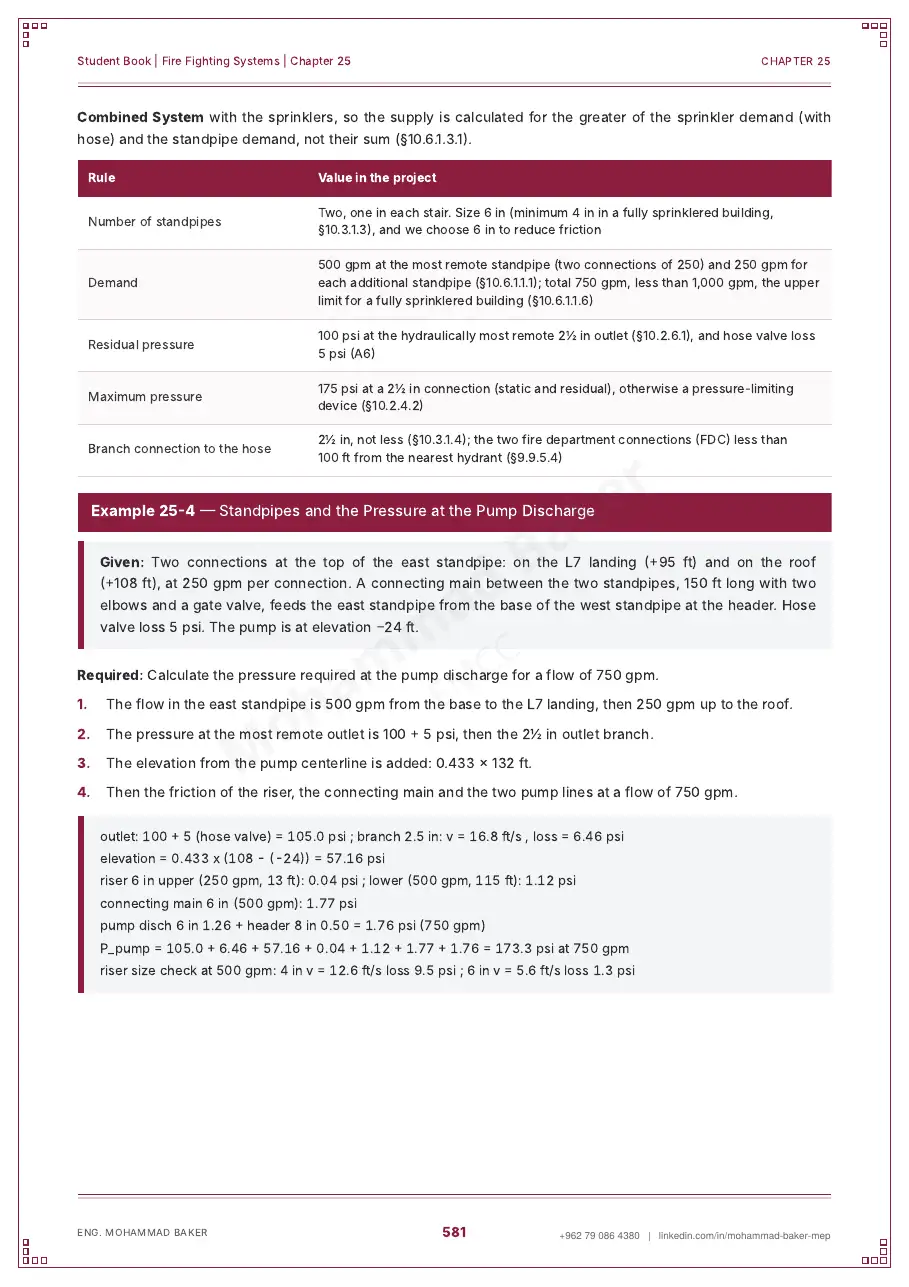 Student Book | Fire Fighting Systems | Chapter 25
CHAPTER 25
Combined System with the sprinklers, so the supply is calculated for the greater of the sprinkler demand (with
hose) and the standpipe demand, not their sum (§10.6.1.3.1).
Rule
Value in the project
Number of standpipes
Two, one in each stair. Size 6 in (minimum 4 in in a fully sprinklered building,
§10.3.1.3), and we choose 6 in to reduce friction
Demand
500 gpm at the most remote standpipe (two connections of 250) and 250 gpm for
each additional standpipe (§10.6.1.1.1); total 750 gpm, less than 1,000 gpm, the upper
limit for a fully sprinklered building (§10.6.1.1.6)
Residual pressure
100 psi at the hydraulically most remote 2½ in outlet (§10.2.6.1), and hose valve loss
5 psi (A6)
Maximum pressure
175 psi at a 2½ in connection (static and residual), otherwise a pressure-limiting
device (§10.2.4.2)
Branch connection to the hose
2½ in, not less (§10.3.1.4); the two fire department connections (FDC) less than
100 ft from the nearest hydrant (§9.9.5.4)
Example 25-4 — Standpipes and the Pressure at the Pump Discharge
Given: Two connections at the top of the east standpipe: on the L7 landing (+95 ft) and on the roof
(+108 ft), at 250 gpm per connection. A connecting main between the two standpipes, 150 ft long with two
elbows and a gate valve, feeds the east standpipe from the base of the west standpipe at the header. Hose
valve loss 5 psi. The pump is at elevation −24 ft.
Required: Calculate the pressure required at the pump discharge for a flow of 750 gpm.
1. The flow in the east standpipe is 500 gpm from the base to the L7 landing, then 250 gpm up to the roof.
2. The pressure at the most remote outlet is 100 + 5 psi, then the 2½ in outlet branch.
3. The elevation from the pump centerline is added: 0.433 × 132 ft.
4. Then the friction of the riser, the connecting main and the two pump lines at a flow of 750 gpm.
outlet: 100 + 5 (hose valve) = 105.0 psi ; branch 2.5 in: v = 16.8 ft/s , loss = 6.46 psi
elevation = 0.433 x (108 - (-24)) = 57.16 psi
riser 6 in upper (250 gpm, 13 ft): 0.04 psi ; lower (500 gpm, 115 ft): 1.12 psi
connecting main 6 in (500 gpm): 1.77 psi
pump disch 6 in 1.26 + header 8 in 0.50 = 1.76 psi (750 gpm)
P_pump = 105.0 + 6.46 + 57.16 + 0.04 + 1.12 + 1.77 + 1.76 = 173.3 psi at 750 gpm
riser size check at 500 gpm: 4 in v = 12.6 ft/s loss 9.5 psi ; 6 in v = 5.6 ft/s loss 1.3 psi
Mohammad Baker
ENG. MOHAMMAD BAKER
581
+962 79 086 4380 | linkedin.com/in/mohammad-baker-mep